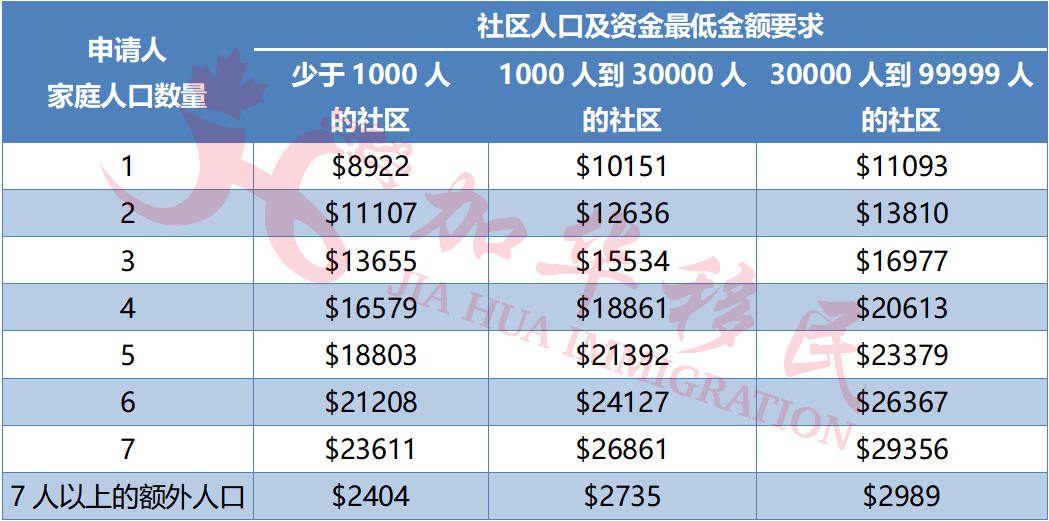 申请人
家庭人口数量
社区人口及资金最低金额要求
少于 1000 人
的社区
1000 人到 30000 人
的社区
30000 人到 99999 人
的社区
1 $8922 $10151 $11093
2 $11107 $12636 $13810
3 $13655 $15534 $16977
4 $16579 $18861 $20613
5 $18803 $21392 $23379
6 $21208 $24127 $26367
7 $23611 $26861 $29356
7 人以上的额外人口 $2404 $2735 $2989
加华移民
JIA HUA IMMIGRATION